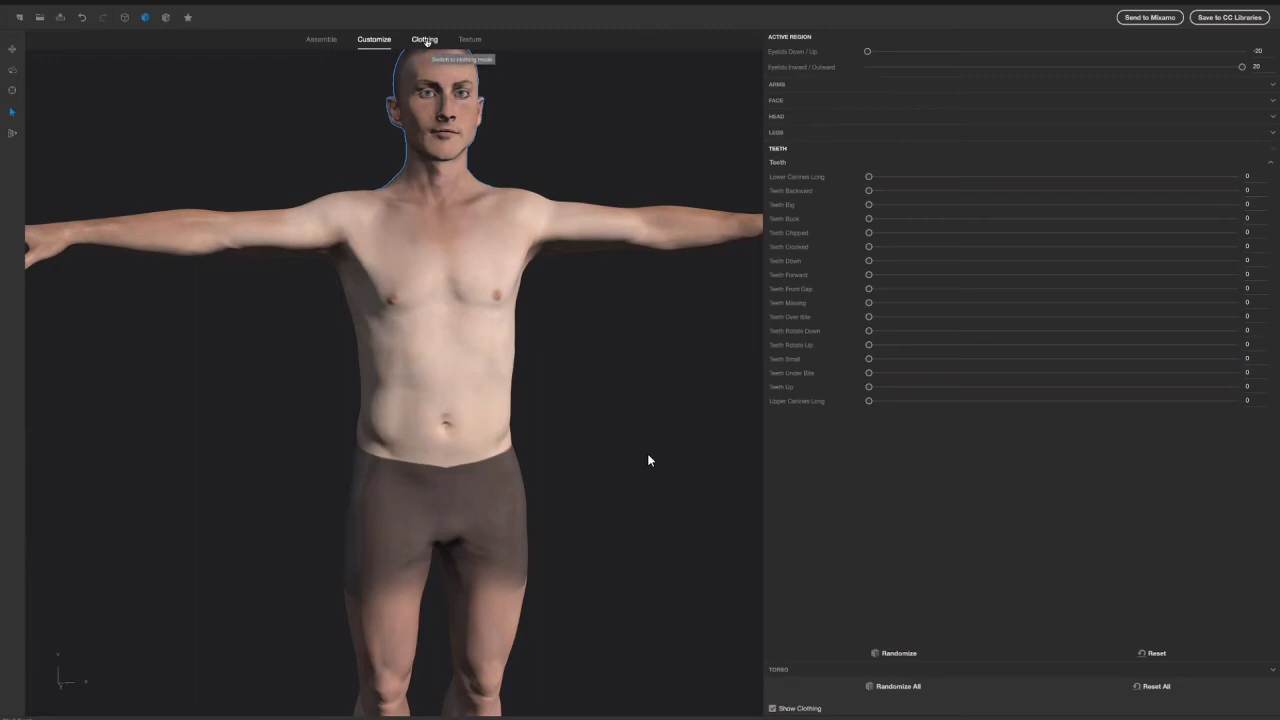 Send to Mixamo
Save to CC Libraries
Assemble
Customize
Clothing
Texture
Switch to clothing mode
ACTIVE REGION
Eyelids Down / Up -20
Eyelids Inward / Outward 20
ARMS
FACE
HEAD
LEGS
TEETH
Teeth
Lower Canines Long 0
Teeth Backward 0
Teeth Big 0
Teeth Buck 0
Teeth Chipped 0
Teeth Crooked 0
Teeth Down 0
Teeth Forward 0
Teeth Front Gap 0
Teeth Missing 0
Teeth Over Bite 0
Teeth Rotate Down 0
Teeth Rotate Up 0
Teeth Small 0
Teeth Under Bite 0
Teeth Up 0
Upper Canines Long 0
Randomize
Reset
TORSO
Randomize All
Reset All
Show Clothing